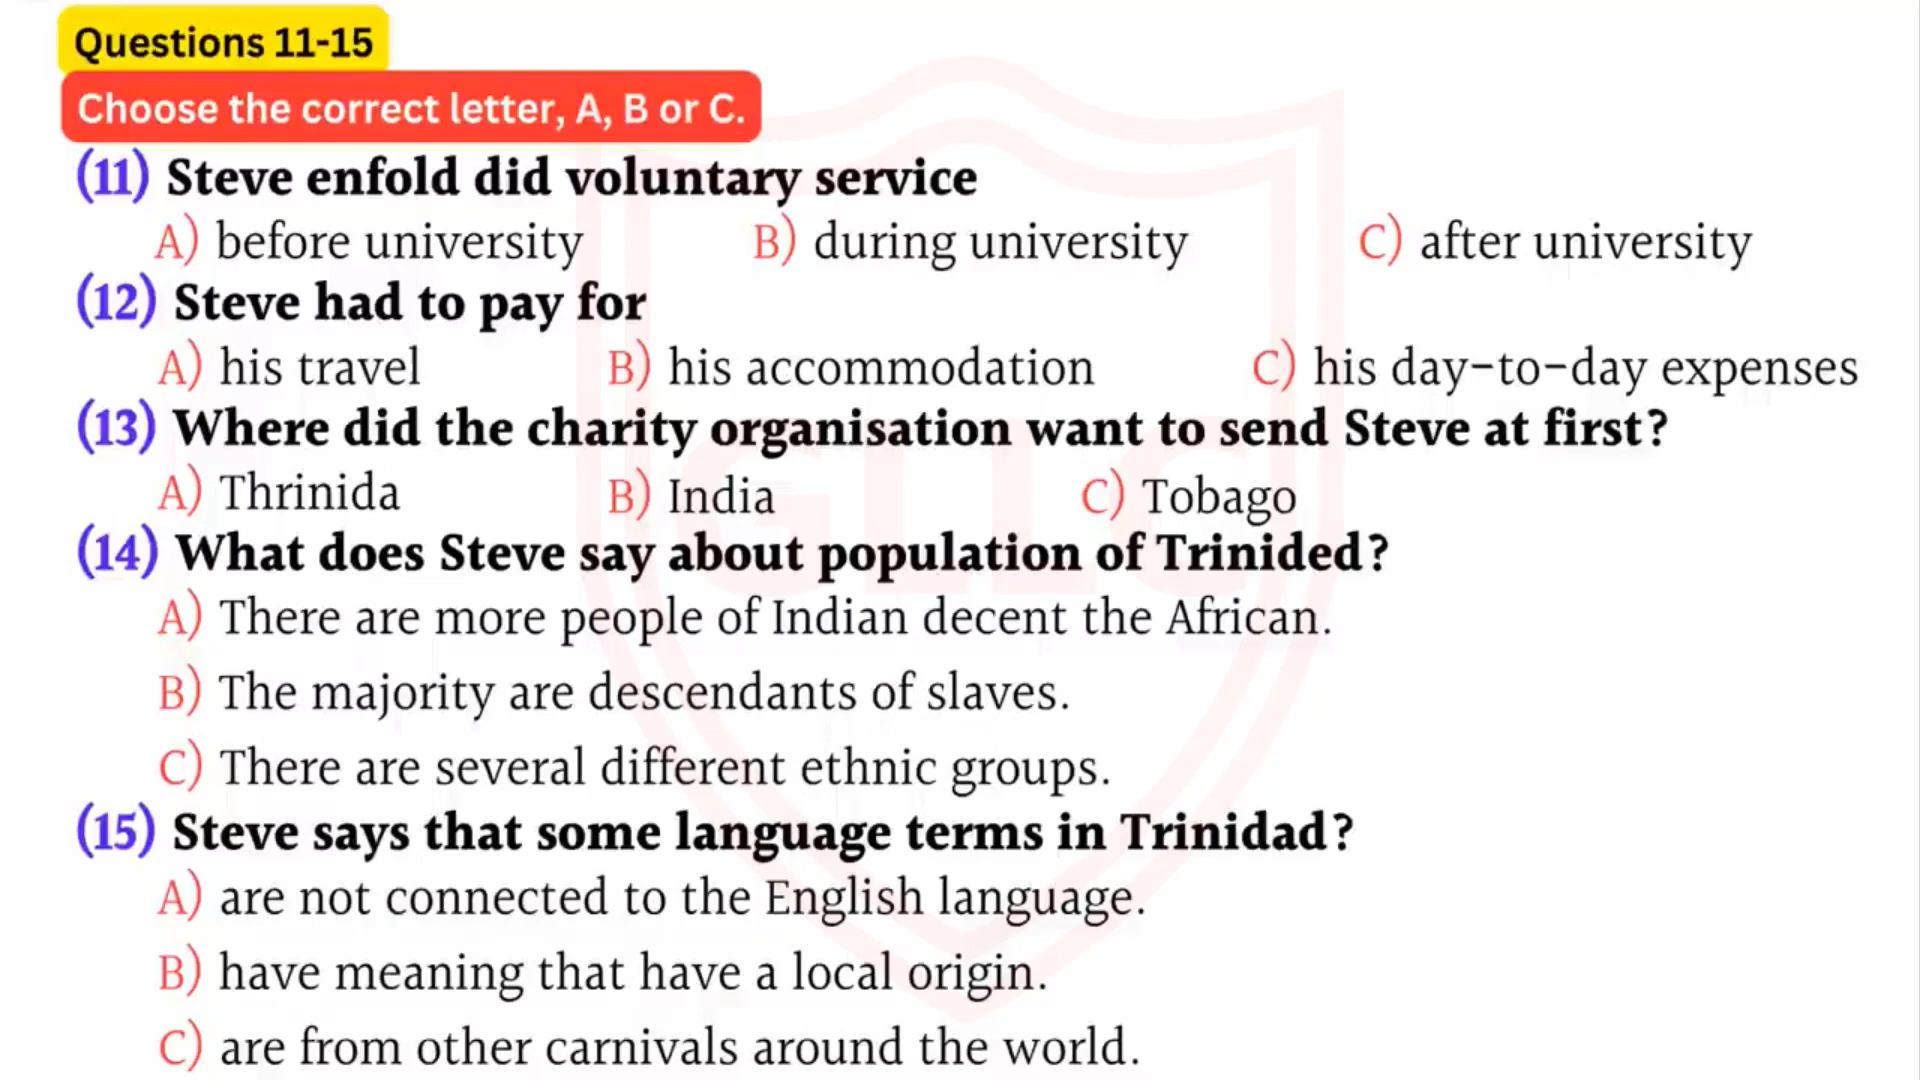 Questions 11-15
Choose the correct letter, A, B or C.
(11) Steve enfold did voluntary service
A) before university B) during university C) after university
(12) Steve had to pay for
A) his travel B) his accommodation C) his day-to-day expenses
(13) Where did the charity organisation want to send Steve at first?
A) Thrinida B) India C) Tobago
(14) What does Steve say about population of Trinided?
A) There are more people of Indian decent the African.
B) The majority are descendants of slaves.
C) There are several different ethnic groups.
(15) Steve says that some language terms in Trinidad?
A) are not connected to the English language.
B) have meaning that have a local origin.
C) are from other carnivals around the world.